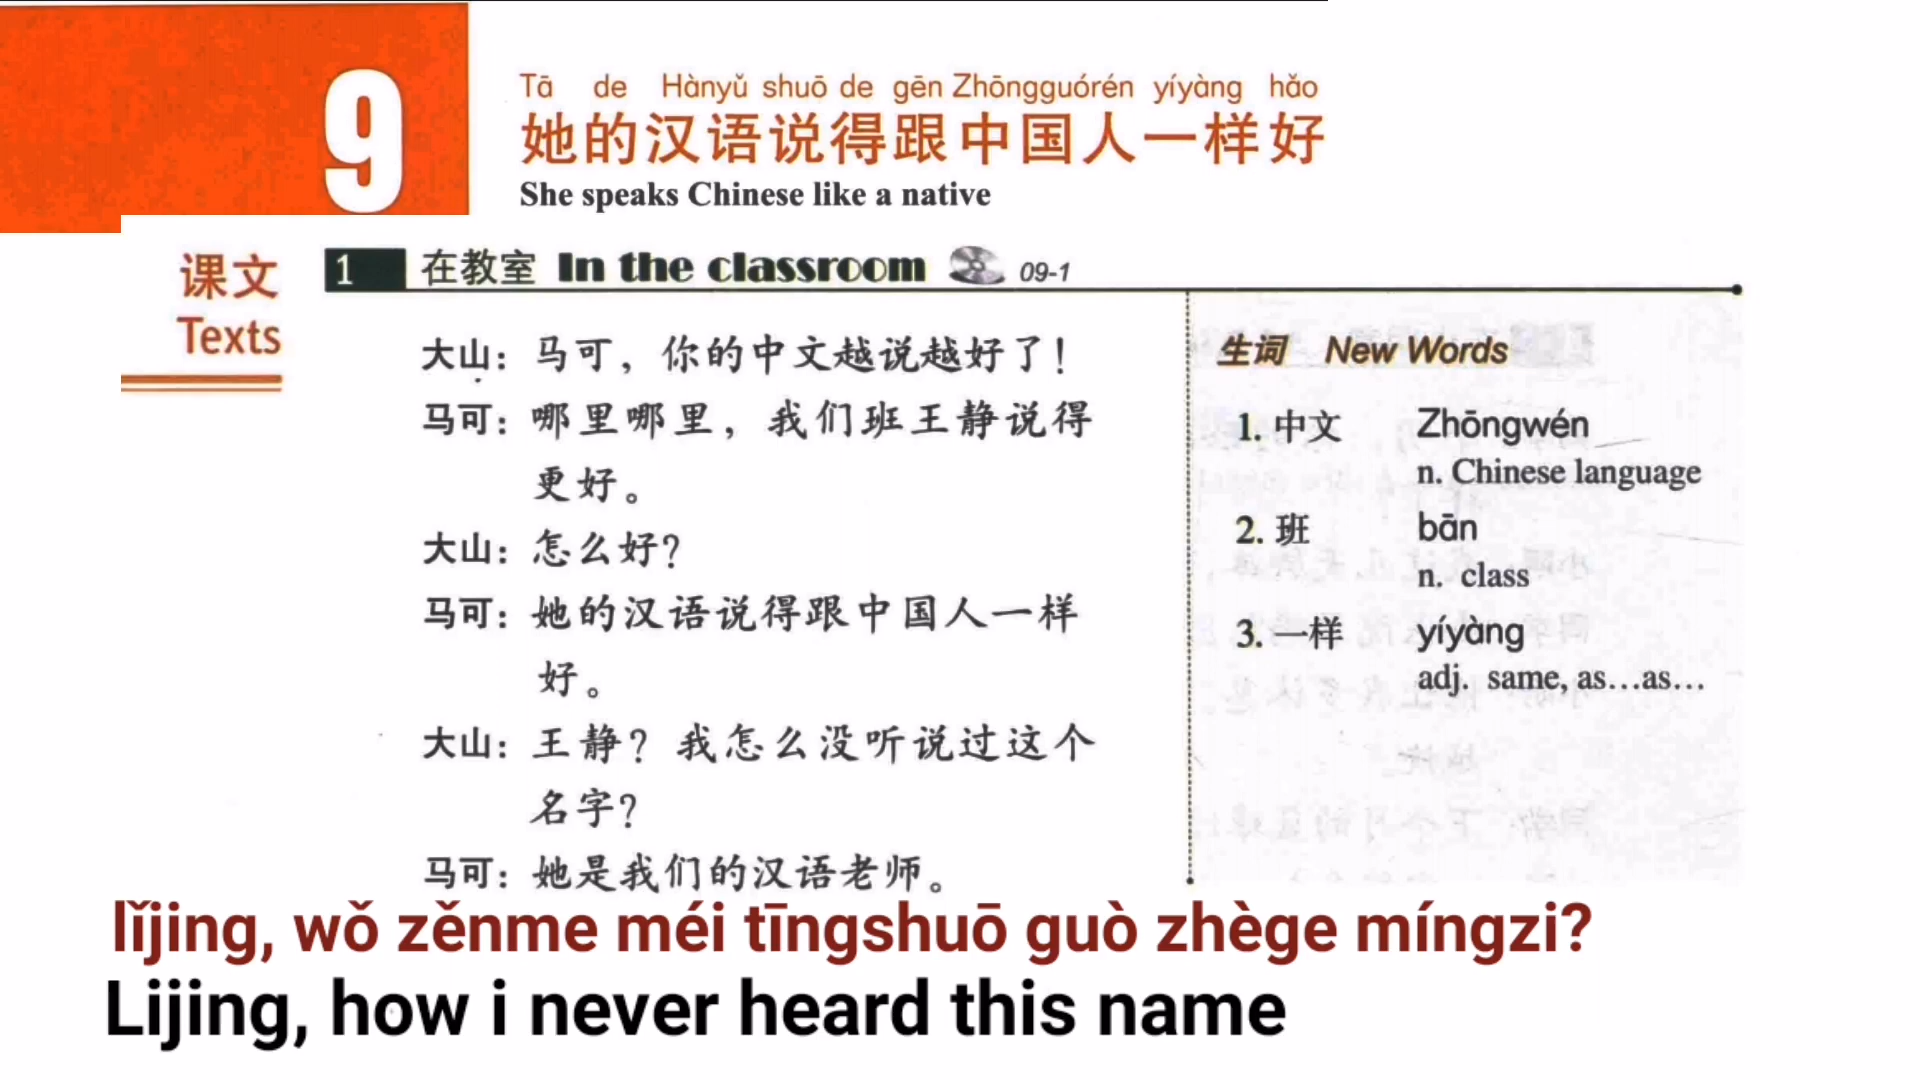 9
Tā de Hànyǔ shuō de gēn Zhōngguórén yíyàng hǎo
她的汉语说得跟中国人一样好
She speaks Chinese like a native
课文
Texts
1 在教室 In the classroom 09-1
大山：马可，你的中文越说越好了！
马可：哪里哪里，我们班王静说得
更好。
大山：怎么好？
马可：她的汉语说得跟中国人一样
好。
大山：王静？我怎么没听说过这个
名字？
马可：她是我们的汉语老师。
生词 New Words
1. 中文 Zhōngwén
n. Chinese language
2. 班 bān
n. class
3. 一样 yíyàng
adj. same, as…as…
lǐjing, wǒ zěnme méi tīngshuō guò zhège míngzi?
Lijing, how i never heard this name